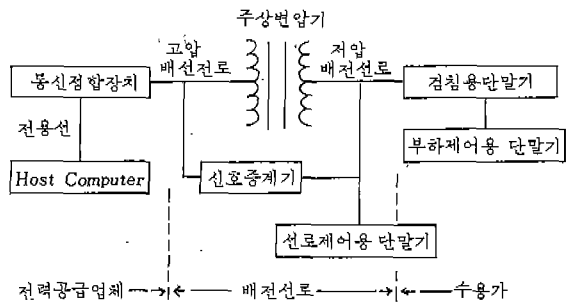 주상변압기
고압
배선전로
저압
배전선로
통신접합장치
검침용단말기
전용선
부하제어용 단말기
Host Computer
신호중계기
선로제어용 단말기
전력공급업체
배전선로
수용가